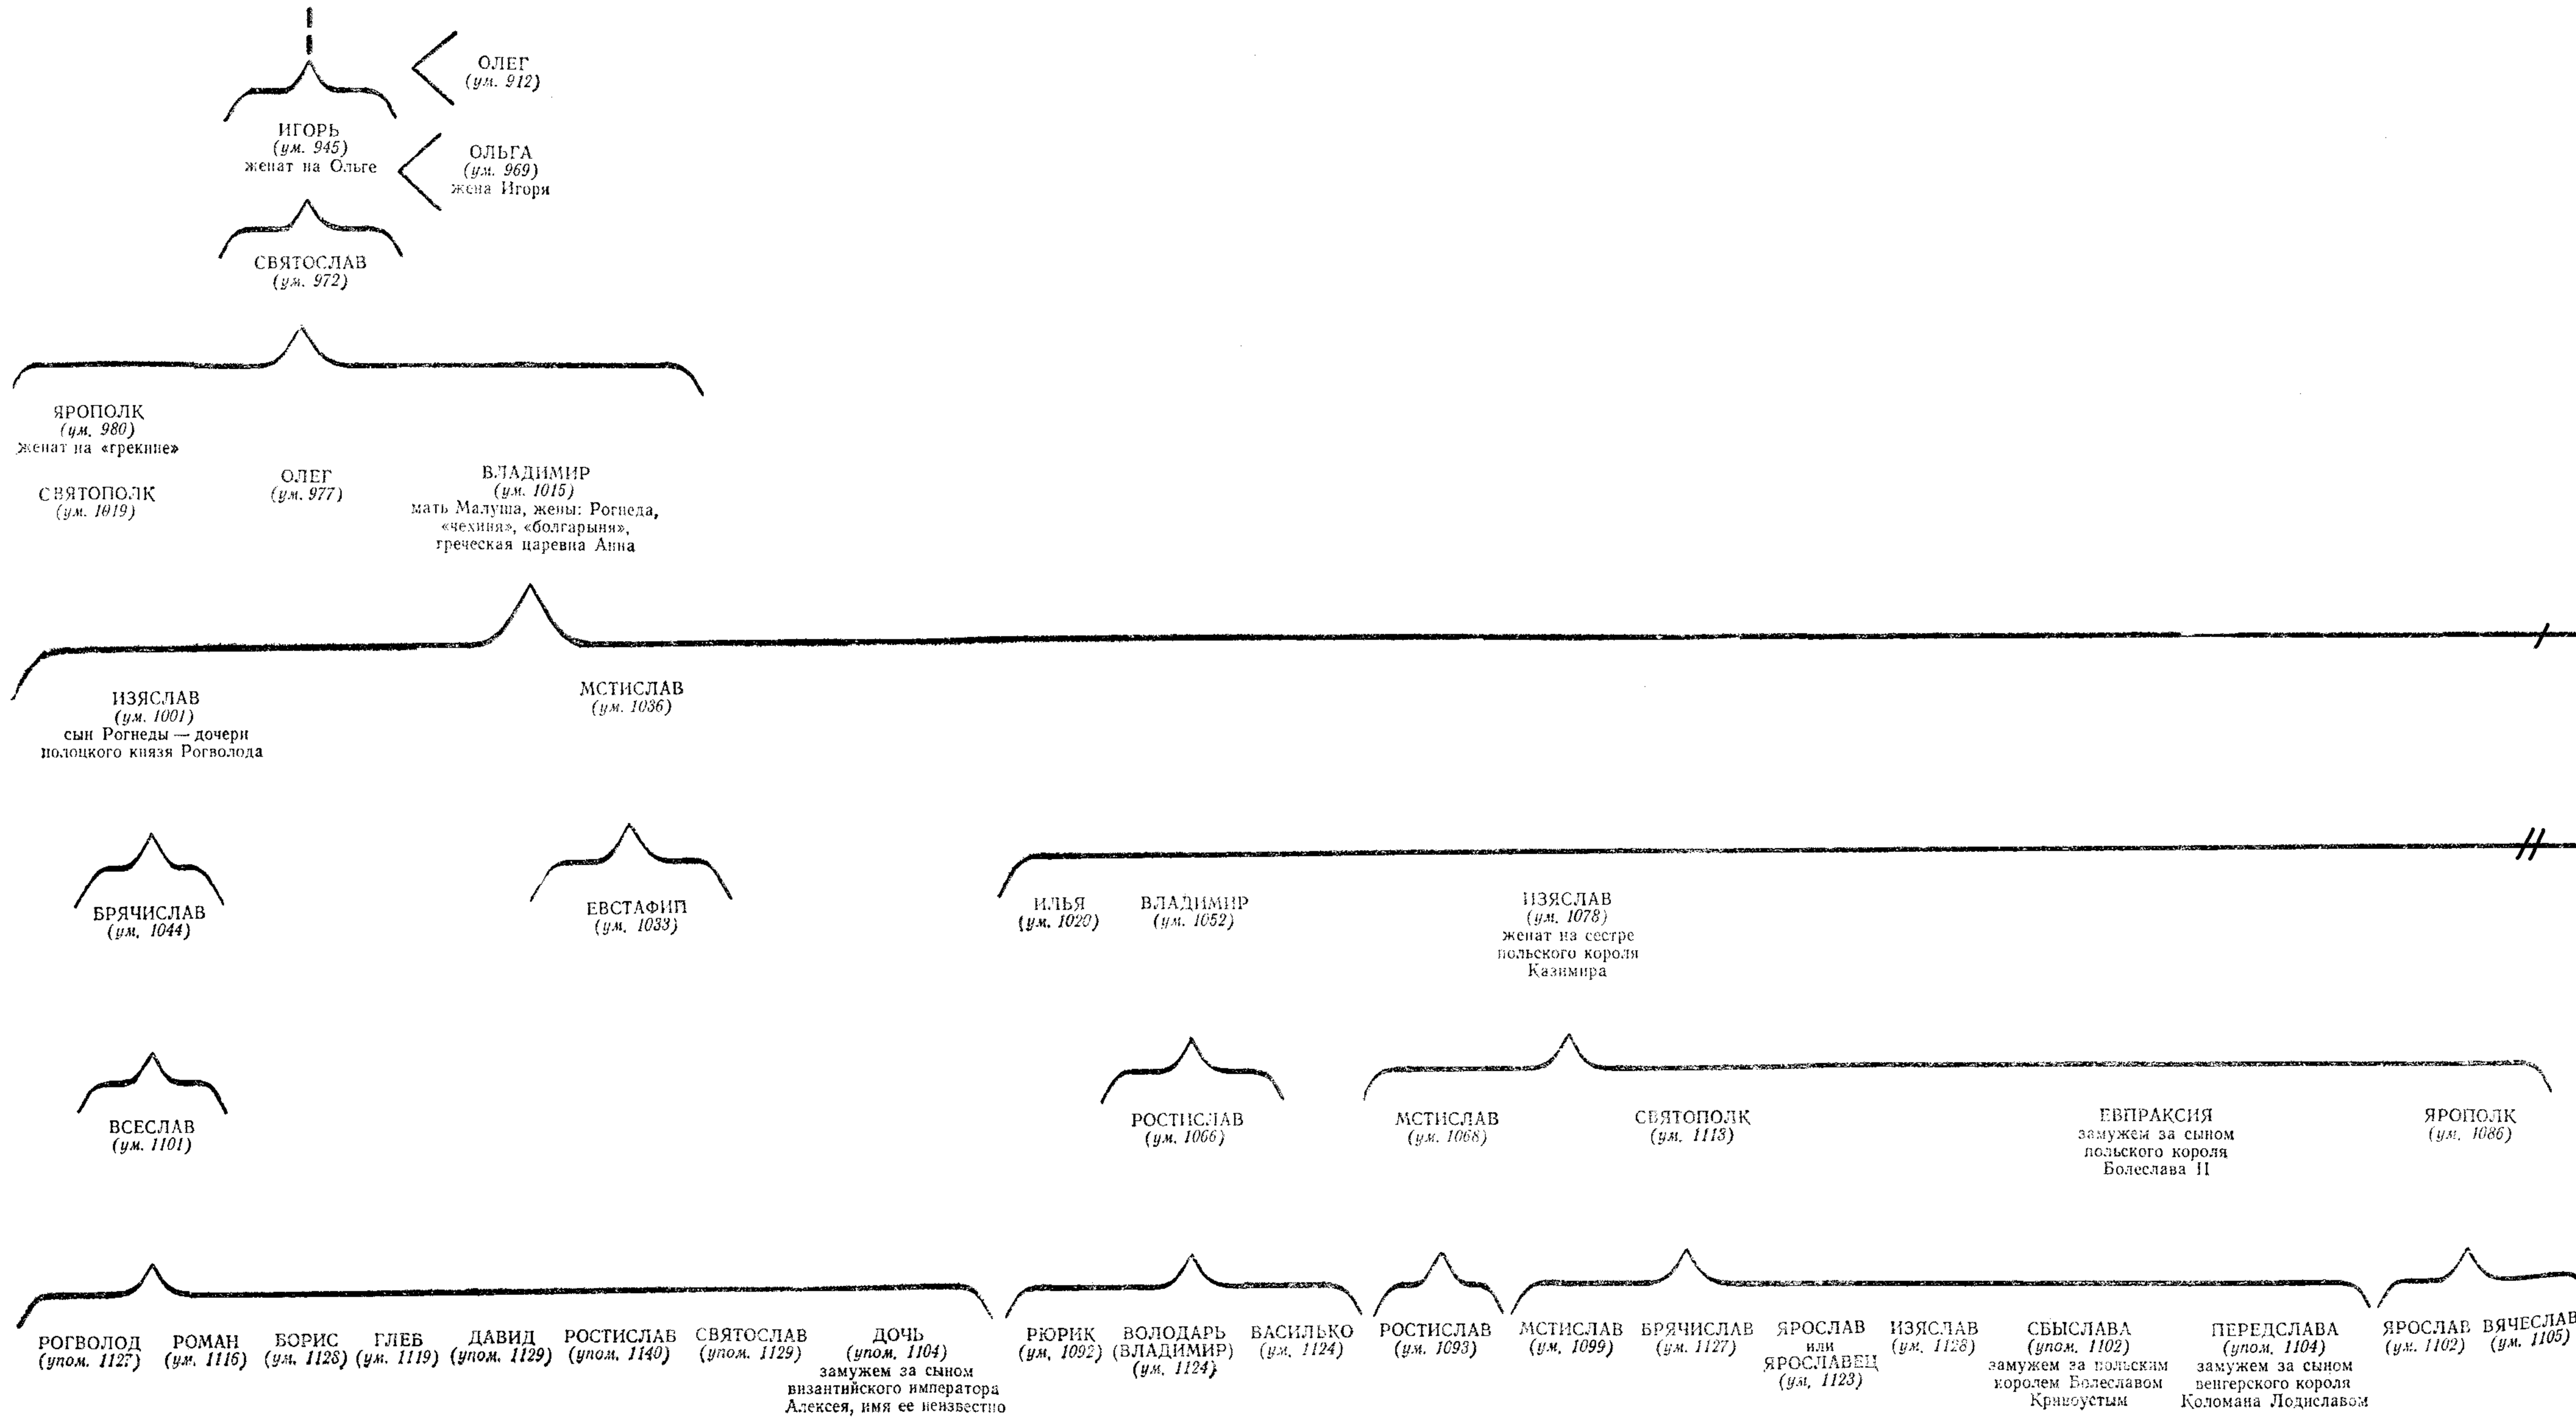 ОЛЕГ
(ум. 912)
ИГОРЬ
(ум. 945)
женат на Ольге
ОЛЬГА
(ум. 969)
жена Игоря
СВЯТОСЛАВ
(ум. 972)
ЯРОПОЛК
(ум. 980)
женат на «грекине»
СВЯТОПОЛК
(ум. 1019)
ОЛЕГ
(ум. 977)
ВЛАДИМИР
(ум. 1015)
мать Малуша, жены: Рогнеда,
«чехиня», «болгарыня»,
греческая царевна Анна
ИЗЯСЛАВ
(ум. 1001)
сын Рогнеды — дочери
полоцкого князя Рогволода
МСТИСЛАВ
(ум. 1036)
БРЯЧИСЛАВ
(ум. 1044)
ЕВСТАФИЙ
(ум. 1033)
ИЛЬЯ
(ум. 1020)
ВЛАДИМИР
(ум. 1052)
ИЗЯСЛАВ
(ум. 1078)
женат на сестре
польского короля
Казимира
ВСЕСЛАВ
(ум. 1101)
РОСТИСЛАВ
(ум. 1066)
МСТИСЛАВ
(ум. 1068)
СВЯТОПОЛК
(ум. 1113)
ЕВПРАКСИЯ
замужем за сыном
польского короля
Болеслава II
ЯРОПОЛК
(ум. 1086)
РОГВОЛОД
(упом. 1127)
РОМАН
(ум. 1116)
БОРИС
(ум. 1128)
ГЛЕБ
(ум. 1119)
ДАВИД
(упом. 1129)
РОСТИСЛАВ
(упом. 1140)
СВЯТОСЛАВ
(упом. 1129)
ДОЧЬ
(упом. 1104)
замужем за сыном
византийского императора
Алексея, имя ее неизвестно
РЮРИК
(ум. 1092)
ВОЛОДАРЬ
(ВЛАДИМИР)
(ум. 1124)
ВАСИЛЬКО
(ум. 1124)
РОСТИСЛАВ
(ум. 1093)
МСТИСЛАВ
(ум. 1099)
БРЯЧИСЛАВ
(ум. 1127)
ЯРОСЛАВ
или
ЯРОСЛАВЕЦ
(ум. 1123)
ИЗЯСЛАВ
(ум. 1128)
СБЫСЛАВА
(упом. 1102)
замужем за польским
королем Болеславом
Кривоустым
ПЕРЕДСЛАВА
(упом. 1104)
замужем за сыном
венгерского короля
Коломана Лодиславом
ЯРОСЛАВ
(ум. 1102)
ВЯЧЕСЛАВ
(ум. 1105)